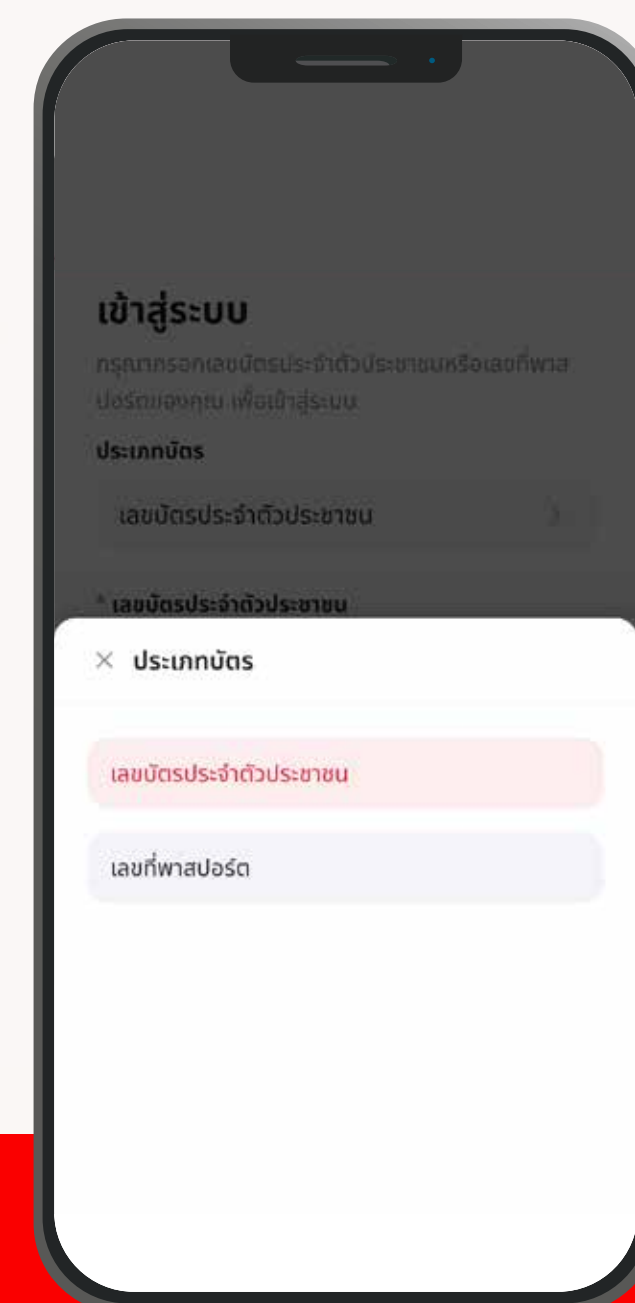 เข้าสู่ระบบ
กรุณากรอกเลขบัตรประจำตัวประชาชนหรือเลขที่พาส
ปอร์ตของคุณ เพื่อเข้าสู่ระบบ
ประเภทบัตร
เลขบัตรประจำตัวประชาชน
* เลขบัตรประจำตัวประชาชน
× ประเภทบัตร
เลขบัตรประจำตัวประชาชน
เลขที่พาสปอร์ต